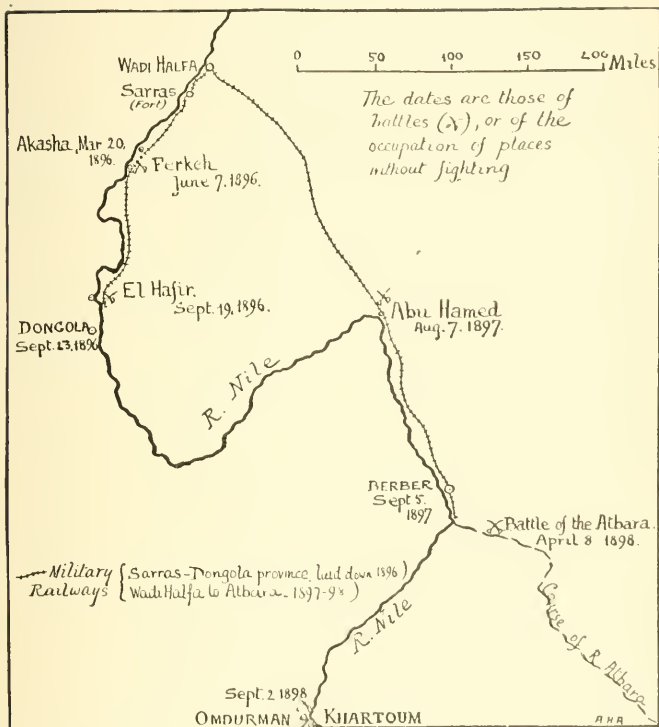 WADI HALFA
0 50 100 150 200 Miles
Sarras
(Fort)
The dates are those of
battles ( ), or of the
occupation of places
without fighting
Akasha, Mar 20,
1896.
Ferkeh
June 7. 1896.
El Hafir.
Sept. 19. 1896.
DONGOLA
Sept. 23. 1896
Abu Hamed
Aug. 7. 1897.
R. Nile
BERBER
Sept 5.
1897
Battle of the Atbara.
April 8 1898.
Military { Sarras-Dongola province, laid down 1896 }
Railways { Wadi Halfa to Atbara - 1897-98 }
R. Nile
Course of R. Atbara
Sept. 2 1898
OMDURMAN KHARTOUM
A.H.A.